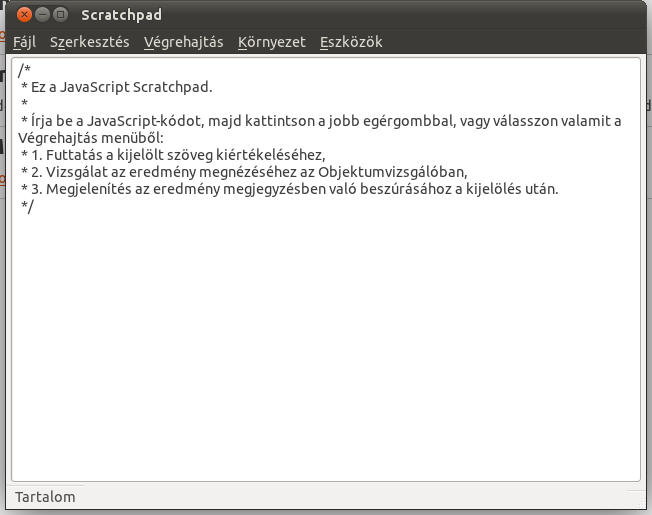 Scratchpad
Fájl Szerkesztés Végrehajtás Környezet Eszközök
/*
* Ez a JavaScript Scratchpad.
*
* Írja be a JavaScript-kódot, majd kattintson a jobb egérgombbal, vagy válasszon valamit a
Végrehajtás menüből:
* 1. Futtatás a kijelölt szöveg kiértékeléséhez,
* 2. Vizsgálat az eredmény megnézéséhez az Objektumvizsgálóban,
* 3. Megjelenítés az eredmény megjegyzésben való beszúrásához a kijelölés után.
*/
Tartalom